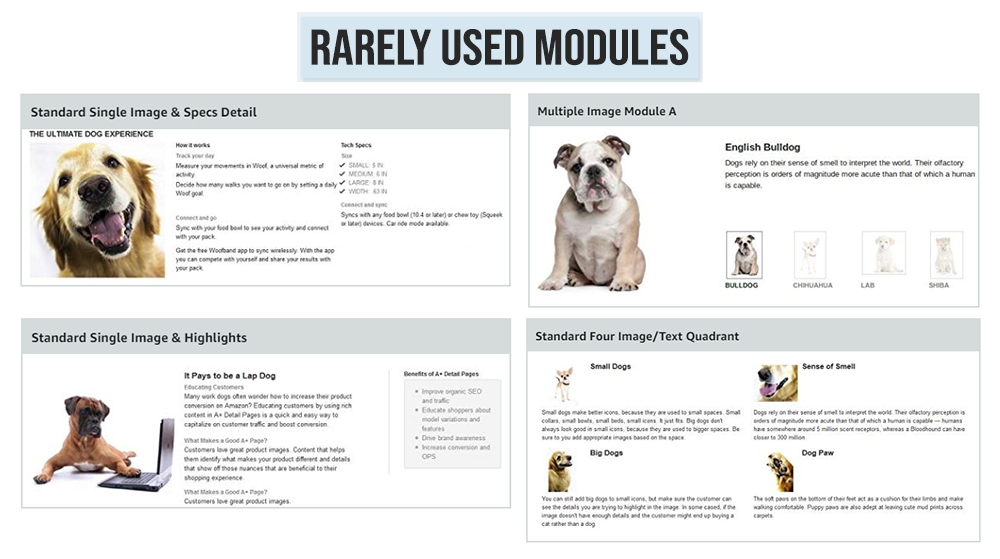 RARELY USED MODULES
Standard Single Image & Specs Detail
THE ULTIMATE DOG EXPERIENCE
How it works
Track your day
Measure your movements in Woof, a universal metric of
activity.
Decide how many walks you want to go on by setting a daily
Woof goal.
Connect and go
Sync with your food bowl to see your activity and connect
with your pack.
Get the free Woofband app to sync wirelessly. With the app
you can compete with yourself and share your results with
your pack.
Tech Specs
Size
SMALL: 5 IN
MEDIUM: 6 IN
LARGE: 8 IN
WIDTH: .63 IN
Connect and sync
Syncs with any food bowl (10.4 or later) or chew toy (Squeek
or later) devices. Car ride mode available.
Multiple Image Module A
English Bulldog
Dogs rely on their sense of smell to interpret the world. Their olfactory
perception is orders of magnitude more acute than that of which a human
is capable.
BULLDOG
CHIHUAHUA
LAB
SHIBA
Standard Single Image & Highlights
It Pays to be a Lap Dog
Educating Customers
Many work dogs often wonder how to increase their product
conversion on Amazon? Educating customers by using rich
content in A+ Detail Pages is a quick and easy way to
capitalize on customer traffic and boost conversion.
What Makes a Good A+ Page?
Customers love great product images. Content that helps
them identify what makes your product different and details
that show off those nuances that are beneficial to their
shopping experience.
What Makes a Good A+ Page?
Customers love great product images.
Benefits of A+ Detail Pages
Improve organic SEO
and traffic
Educate shoppers about
model variations and
features
Drive brand awareness
Increase conversion and
OPS
Standard Four Image/Text Quadrant
Small Dogs
Small dogs make better icons, because they are used to small spaces. Small
collars, small bowls, small beds, small icons. It just fits. Big dogs don't
always look good in small icons, because they are used to bigger spaces. Be
sure to you add appropriate images based on the space.
Sense of Smell
Dogs rely on their sense of smell to interpret the world. Their olfactory perception is
orders of magnitude more acute than that of which a human is capable — humans
have somewhere around 5 million scent receptors, whereas a Bloodhound can have
closer to 300 million.
Big Dogs
You can still add big dogs to small icons, but make sure the customer can
see the details you are trying to highlight in the image. In some cased, if the
image doesn't have enough details and the customer might end up buying a
cat rather than a dog.
Dog Paw
The soft paws on the bottom of their feet act as a cushion for their limbs and make
walking comfortable. Puppy paws are also adept at leaving cute mud prints across
carpets.